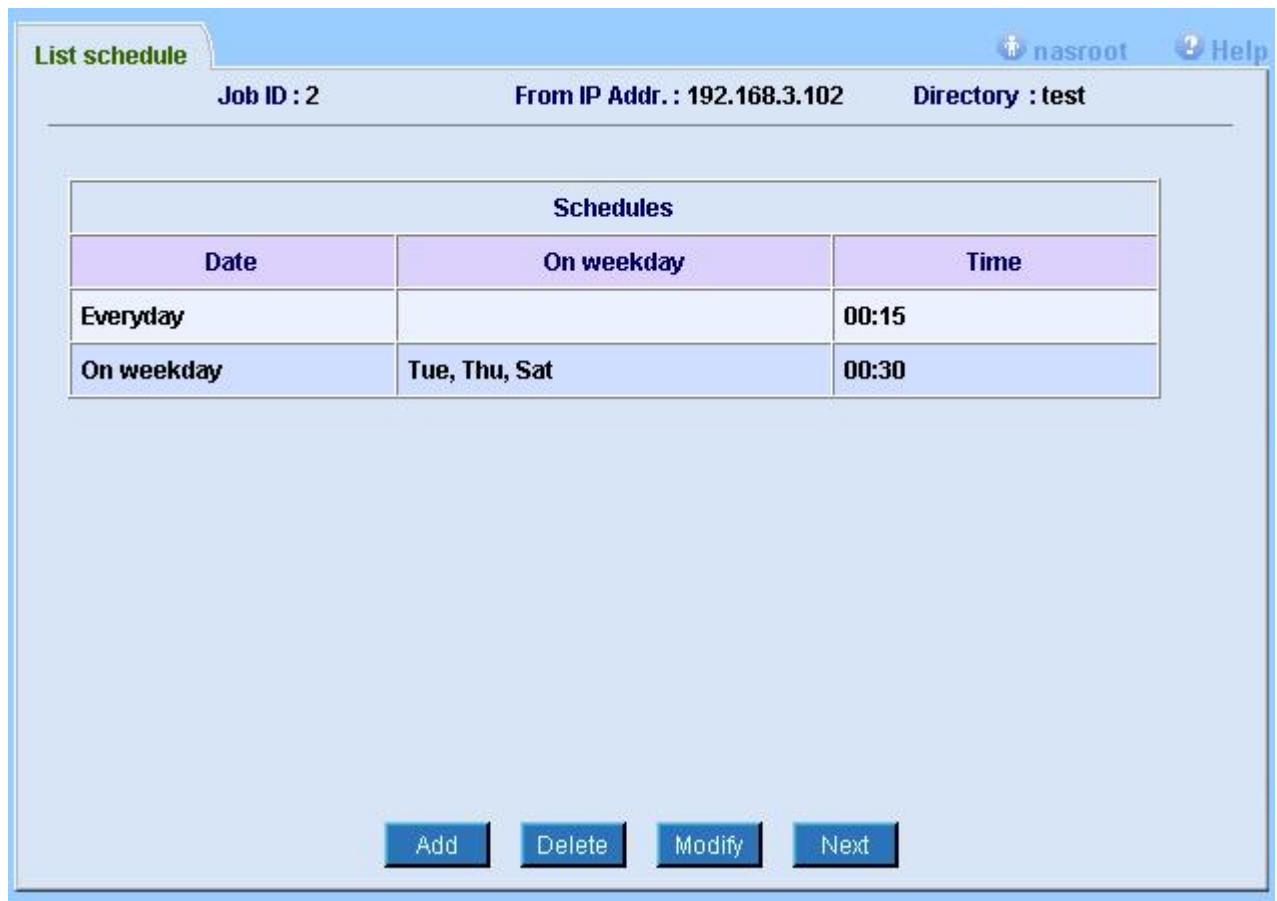 List schedule
nasroot Help
Job ID : 2 From IP Addr. : 192.168.3.102 Directory : test
Schedules
Date On weekday Time
Everyday 00:15
On weekday Tue, Thu, Sat 00:30
Add Delete Modify Next